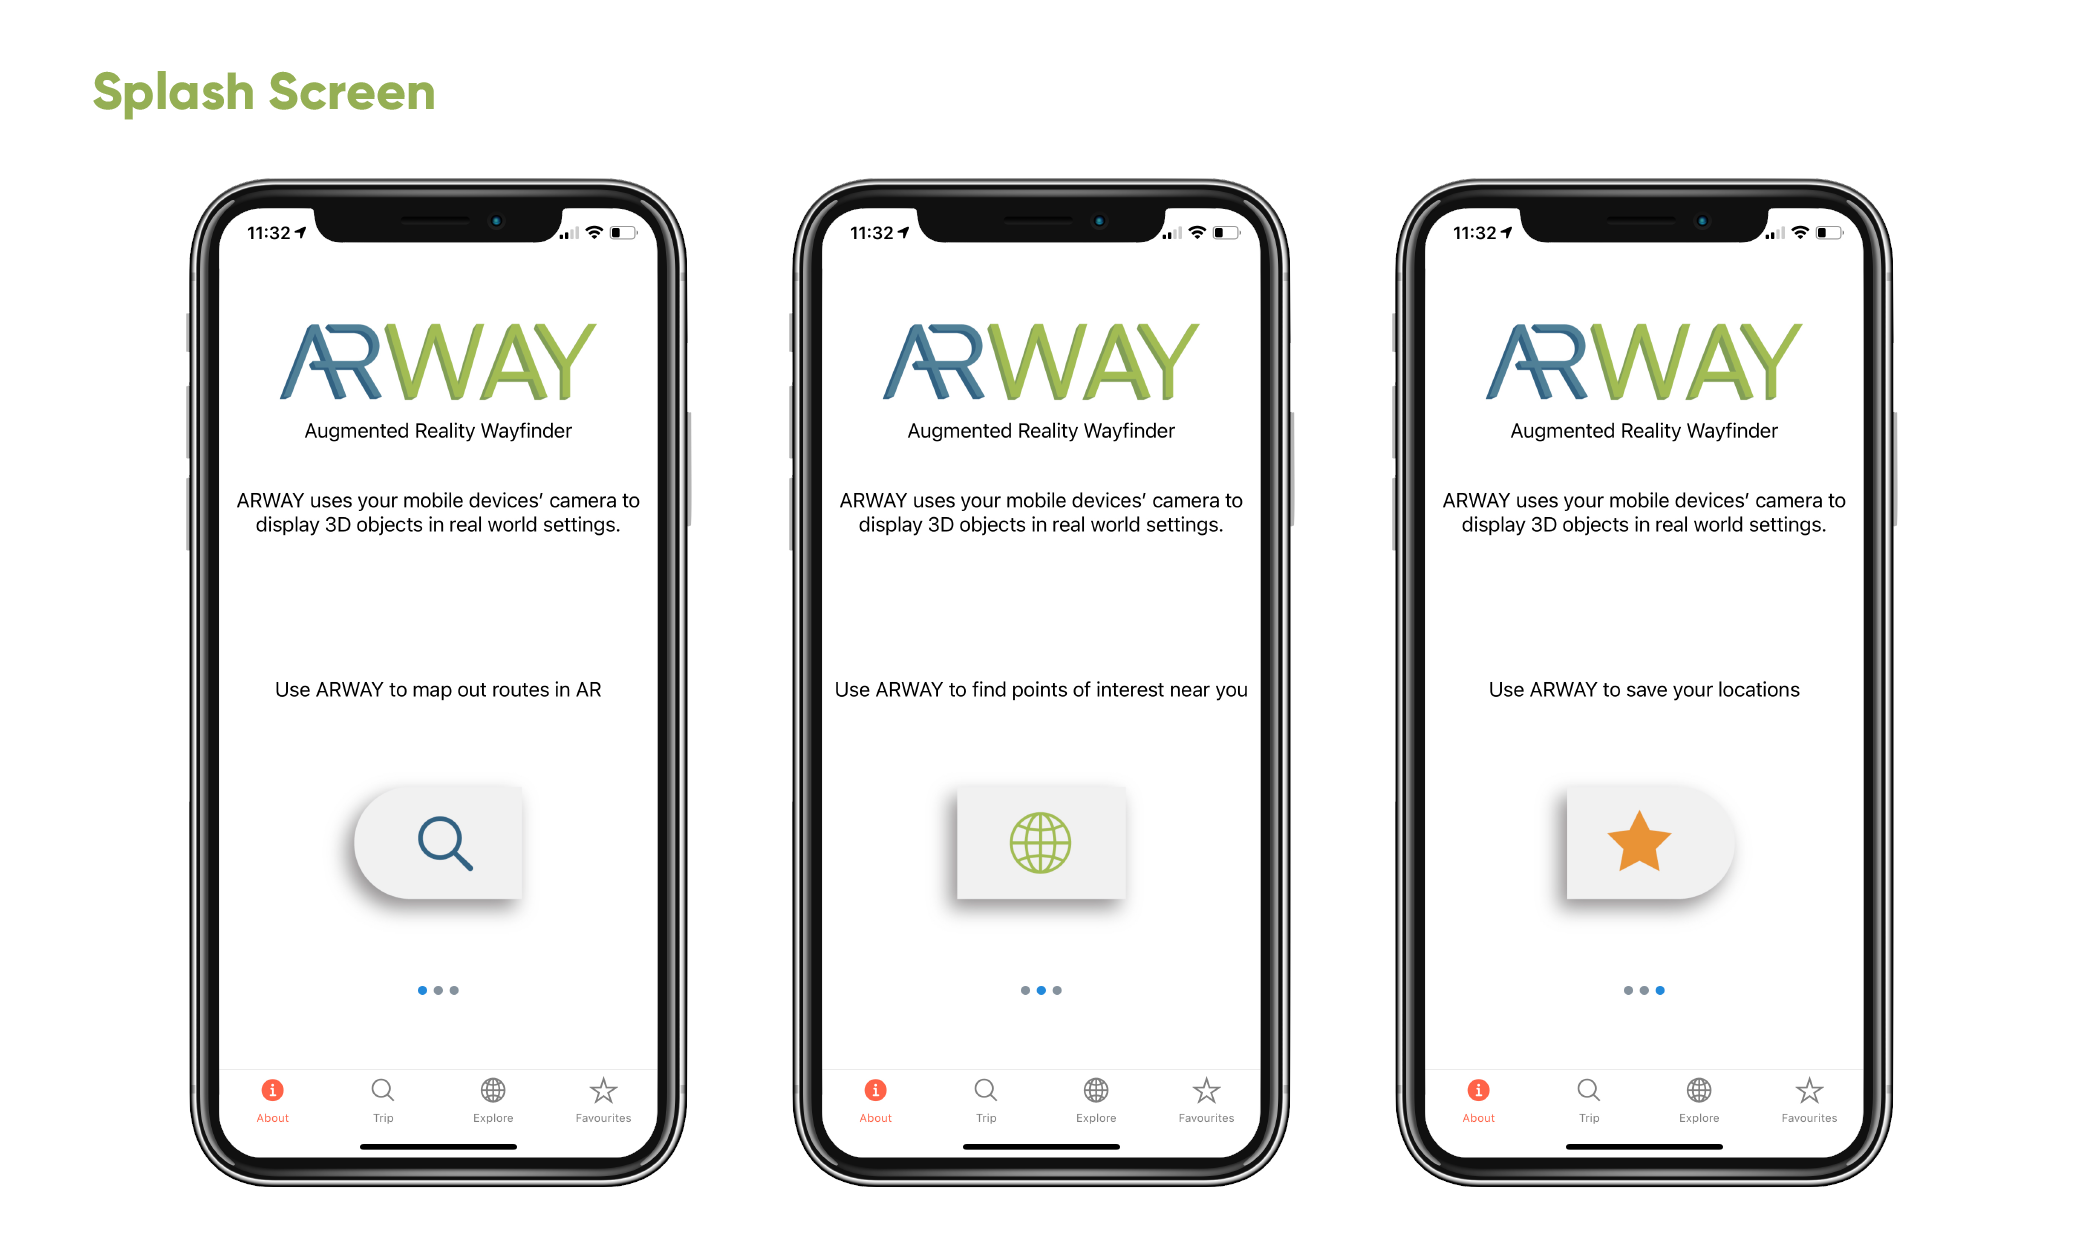 Splash Screen
11:32
ARWAY
Augmented Reality Wayfinder
ARWAY uses your mobile devices’ camera to
display 3D objects in real world settings.
Use ARWAY to map out routes in AR
About
Trip
Explore
Favourites
11:32
ARWAY
Augmented Reality Wayfinder
ARWAY uses your mobile devices’ camera to
display 3D objects in real world settings.
Use ARWAY to find points of interest near you
About
Trip
Explore
Favourites
11:32
ARWAY
Augmented Reality Wayfinder
ARWAY uses your mobile devices’ camera to
display 3D objects in real world settings.
Use ARWAY to save your locations
About
Trip
Explore
Favourites